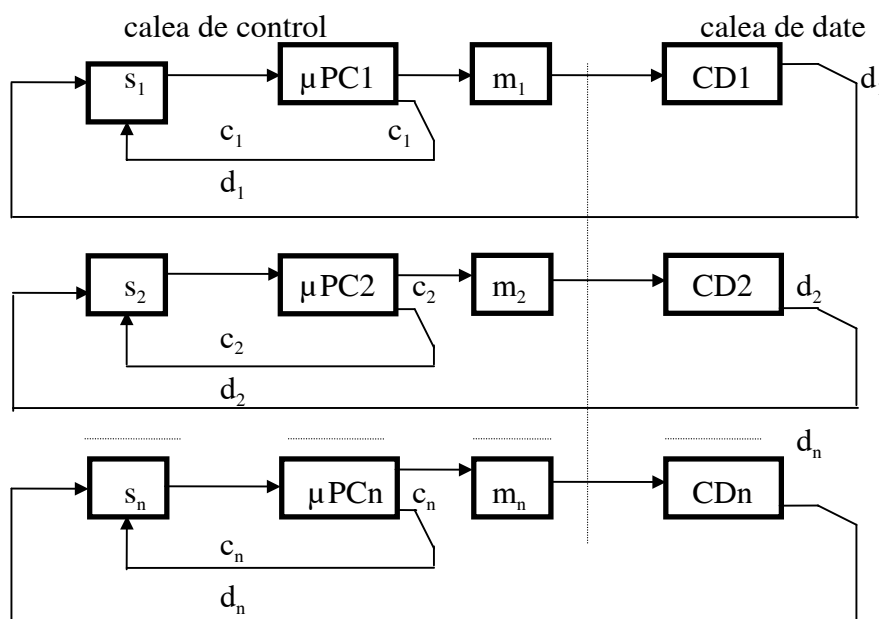 calea de control calea de date
s₁ µPC1 m₁ CD1 d
c₁ c₁
d₁
s₂ µPC2 c₂ m₂ CD2 d₂
c₂
d₂
dₙ
sₙ µPCn cₙ mₙ CDn
cₙ
dₙ